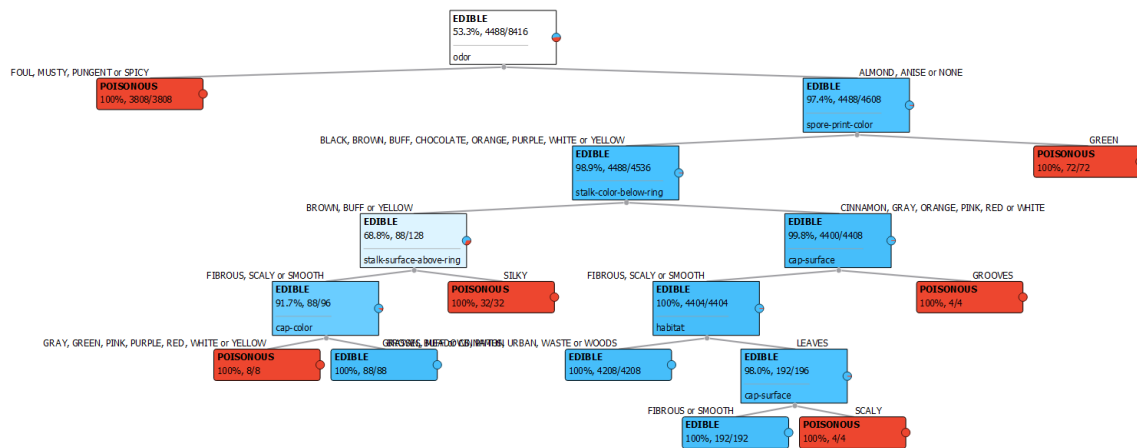 EDIBLE
53.3%, 4488/8416
odor
FOUL, MUSTY, PUNGENT or SPICY
ALMOND, ANISE or NONE
POISONOUS
100%, 3808/3808
EDIBLE
97.4%, 4488/4608
spore-print-color
BLACK, BROWN, BUFF, CHOCOLATE, ORANGE, PURPLE, WHITE or YELLOW
GREEN
EDIBLE
98.9%, 4488/4536
stalk-color-below-ring
POISONOUS
100%, 72/72
BROWN, BUFF or YELLOW
CINNAMON, GRAY, ORANGE, PINK, RED or WHITE
EDIBLE
68.8%, 88/128
stalk-surface-above-ring
EDIBLE
99.8%, 4400/4408
cap-surface
FIBROUS, SCALY or SMOOTH
SILKY
FIBROUS, SCALY or SMOOTH
GROOVES
EDIBLE
91.7%, 88/96
cap-color
POISONOUS
100%, 32/32
EDIBLE
100%, 4404/4404
habitat
POISONOUS
100%, 4/4
GRAY, GREEN, PINK, PURPLE, RED, WHITE or YELLOW
URBAN, WASTE or WOODS
LEAVES
POISONOUS
100%, 8/8
EDIBLE
100%, 88/88
EDIBLE
100%, 4208/4208
EDIBLE
98.0%, 192/196
cap-surface
FIBROUS or SMOOTH
SCALY
EDIBLE
100%, 192/192
POISONOUS
100%, 4/4